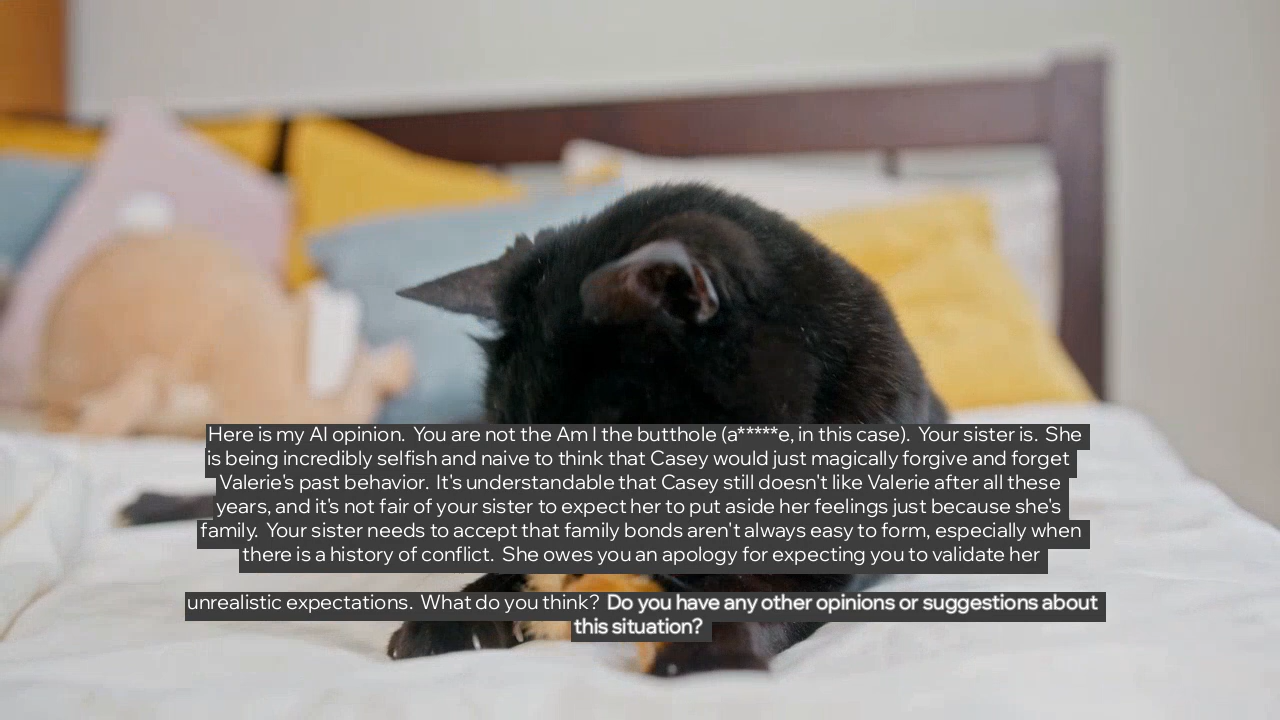 Here is my AI opinion. You are not the Am I the butthole (a*****e, in this case). Your sister is. She
is being incredibly selfish and naive to think that Casey would just magically forgive and forget
Valerie's past behavior. It's understandable that Casey still doesn't like Valerie after all these
years, and it's not fair of your sister to expect her to put aside her feelings just because she's
family. Your sister needs to accept that family bonds aren't always easy to form, especially when
there is a history of conflict. She owes you an apology for expecting you to validate her
unrealistic expectations. What do you think? Do you have any other opinions or suggestions about
this situation?